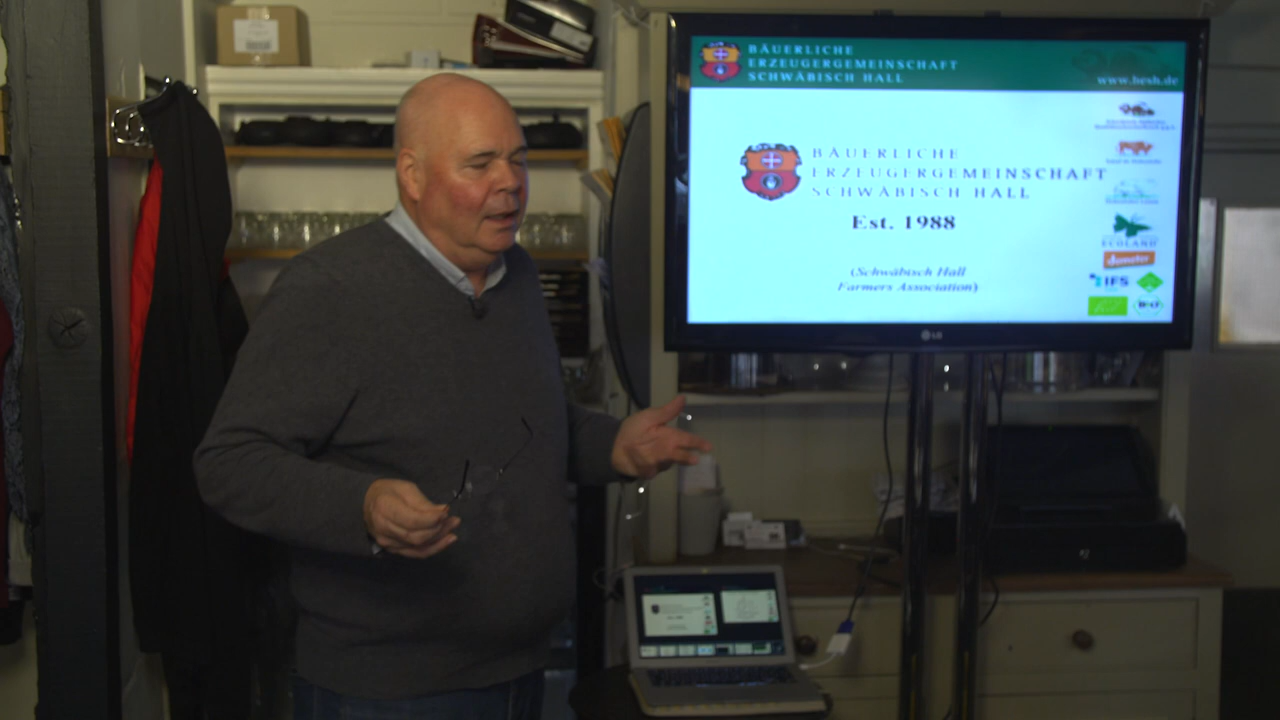 BÄUERLICHE
ERZEUGERGEMEINSCHAFT
SCHWÄBISCH HALL
www.besh.de
BÄUERLICHE
ERZEUGERGEMEINSCHAFT
SCHWÄBISCH HALL
Est. 1988
(Schwäbisch Hall
Farmers Association)
ECOLAND
demeter
IFS
BIO
LG